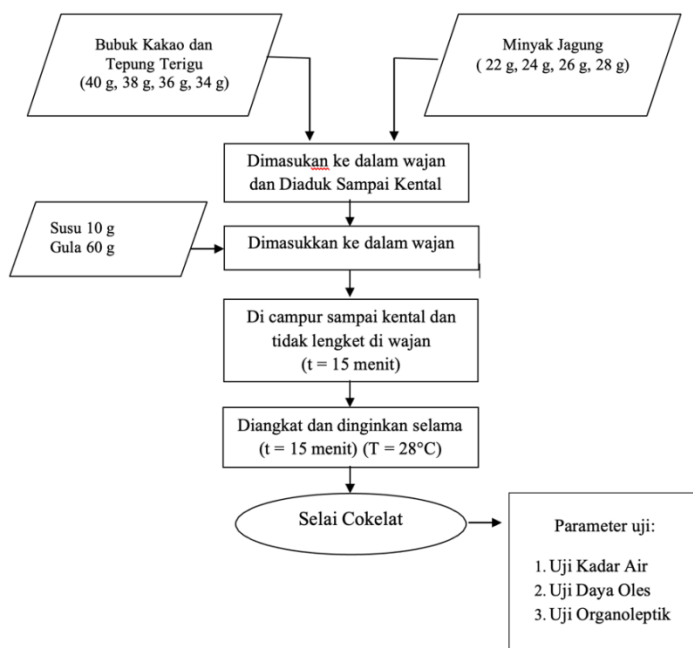 Bubuk Kakao dan
Tepung Terigu
(40 g, 38 g, 36 g, 34 g)
Minyak Jagung
( 22 g, 24 g, 26 g, 28 g)
Dimasukan ke dalam wajan
dan Diaduk Sampai Kental
Susu 10 g
Gula 60 g
Dimasukkan ke dalam wajan
Di campur sampai kental dan
tidak lengket di wajan
(t = 15 menit)
Diangkat dan dinginkan selama
(t = 15 menit) (T = 28°C)
Selai Cokelat
Parameter uji:
1. Uji Kadar Air
2. Uji Daya Oles
3. Uji Organoleptik